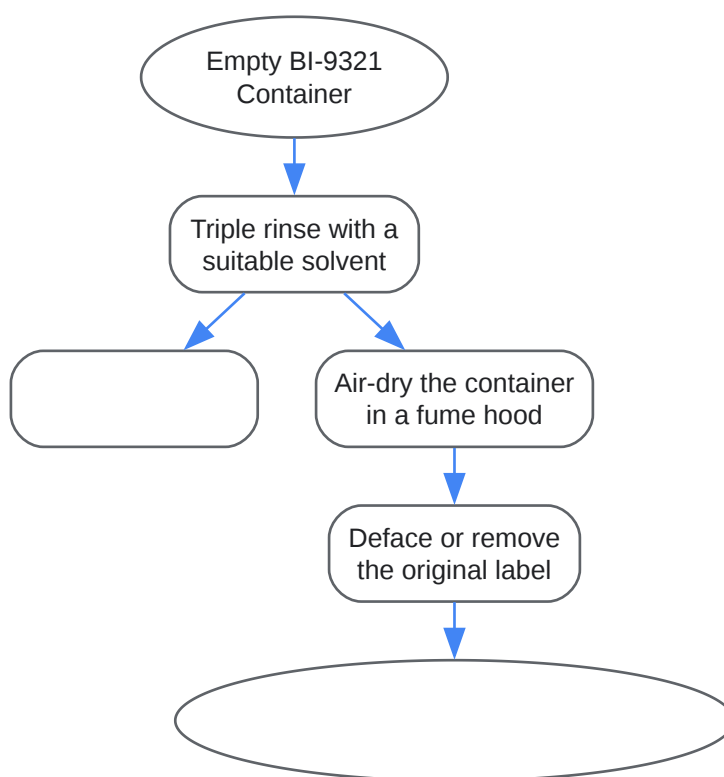 Empty BI-9321
Container
Triple rinse with a
suitable solvent
Air-dry the container
in a fume hood
Deface or remove
the original label